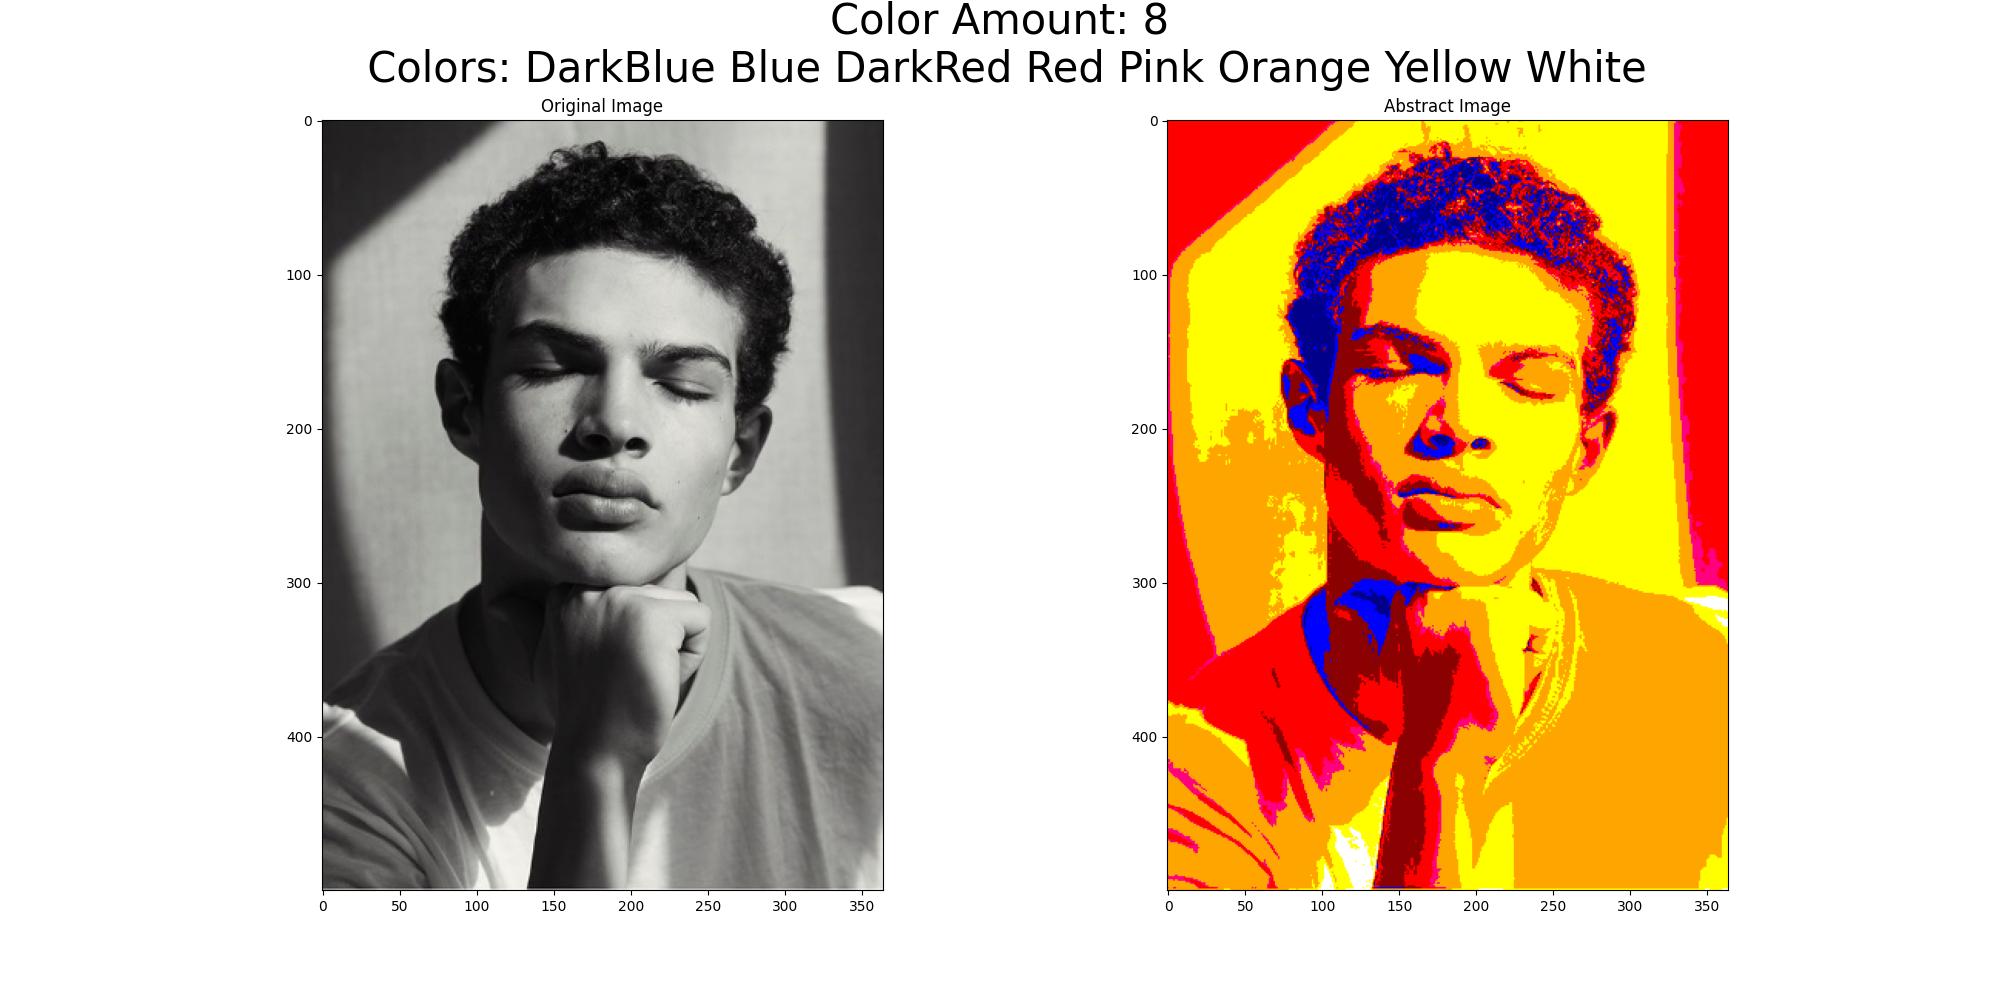 Color Amount: 8
Colors: DarkBlue Blue DarkRed Red Pink Orange Yellow White
Original Image
Abstract Image
0
100
200
300
400
0 50 100 150 200 250 300 350
0
100
200
300
400
0 50 100 150 200 250 300 350